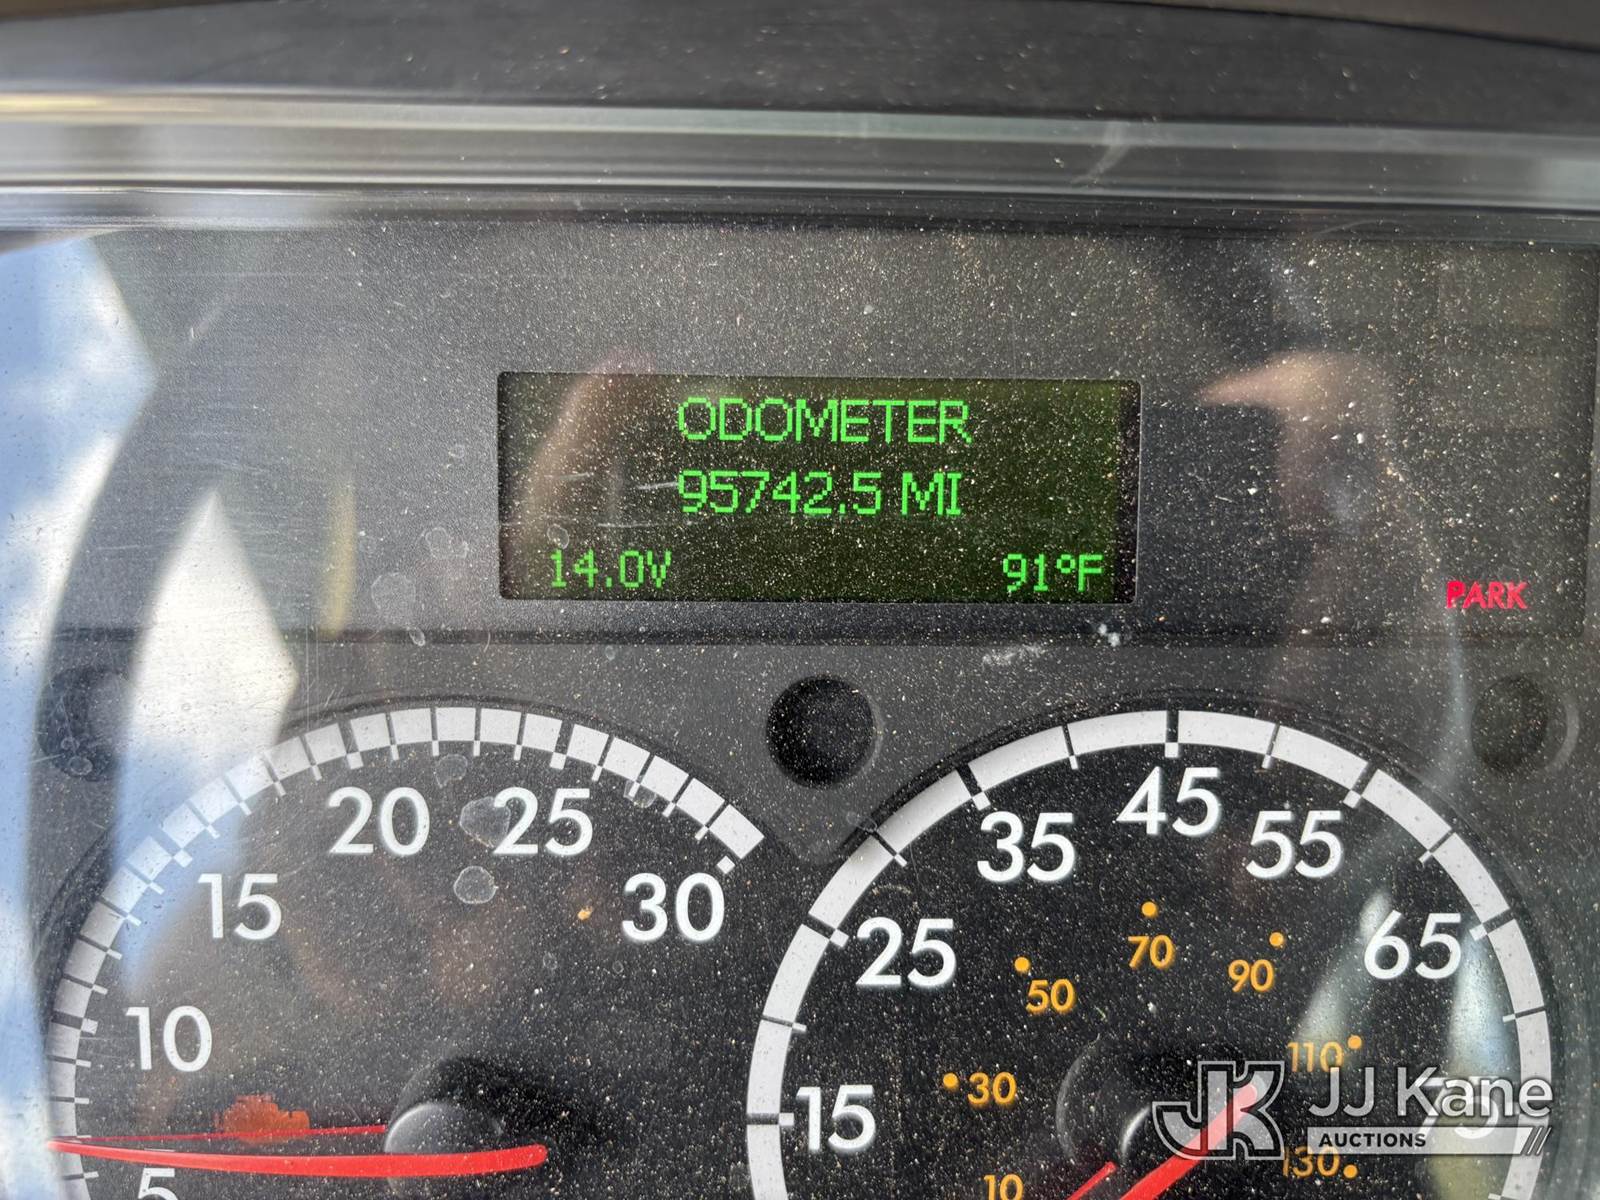 ODOMETER
95742.5 MI
14.0V 91°F
PARK
5 10 15 20 25 30
15 25 35 45 55 65
10 30 50 70 90 110 130
JK JJ Kane
AUCTIONS